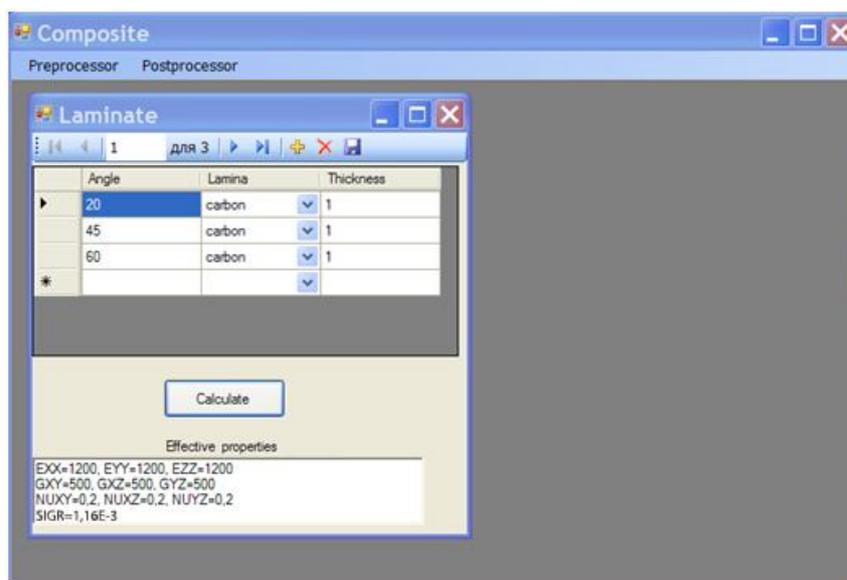 Composite
Preprocessor Postprocessor
Laminate
1 для 3
Angle Lamina Thickness
20 carbon 1
45 carbon 1
60 carbon 1
Calculate
Effective properties
EXX=1200, EYY=1200, EZZ=1200
GXY=500, GXZ=500, GYZ=500
NUXY=0,2, NUXZ=0,2, NUYZ=0,2
SIGR=1,16E-3